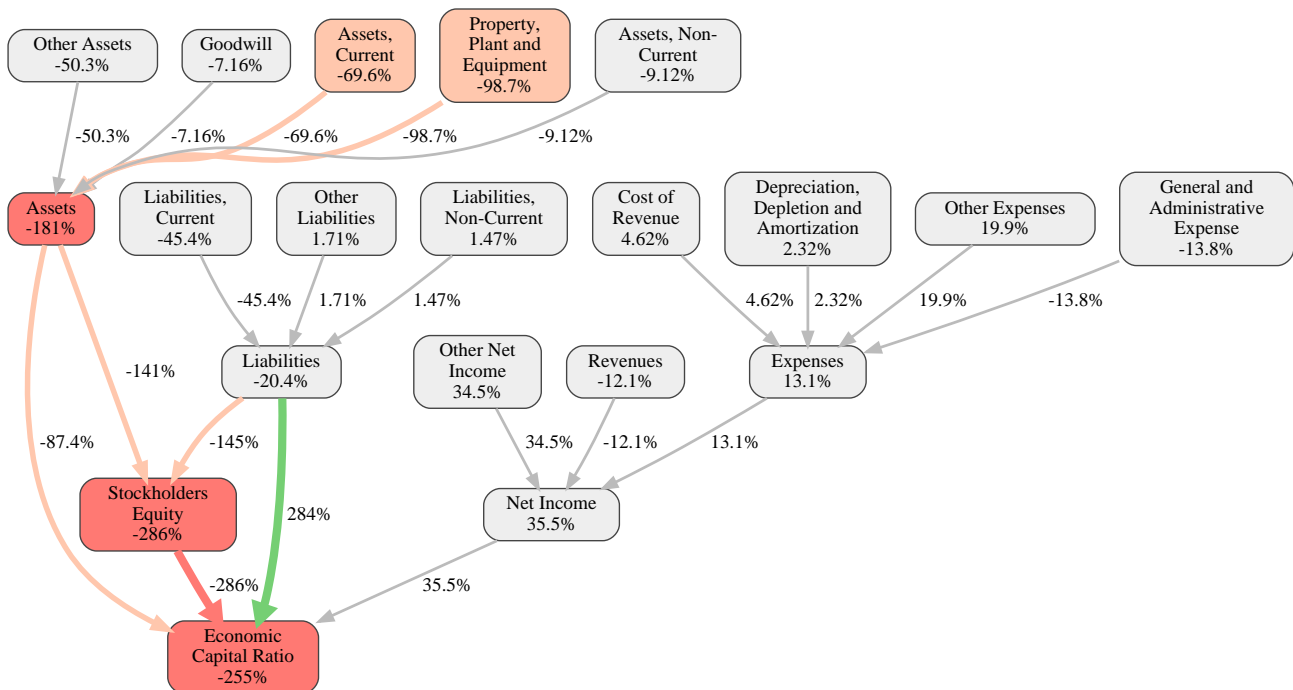 Other Assets
-50.3%
Goodwill
-7.16%
Assets,
Current
-69.6%
Property,
Plant and
Equipment
-98.7%
Assets, Non-
Current
-9.12%
-50.3%
-7.16%
-69.6%
-98.7%
-9.12%
Assets
-181%
Liabilities,
Current
-45.4%
Other
Liabilities
1.71%
Liabilities,
Non-Current
1.47%
Cost of
Revenue
4.62%
Depreciation,
Depletion and
Amortization
2.32%
Other Expenses
19.9%
General and
Administrative
Expense
-13.8%
-45.4%
1.71%
1.47%
4.62%
2.32%
19.9%
-13.8%
-141%
Liabilities
-20.4%
Other Net
Income
34.5%
Revenues
-12.1%
Expenses
13.1%
-87.4%
-145%
34.5%
-12.1%
13.1%
Stockholders
Equity
-286%
284%
Net Income
35.5%
-286%
35.5%
Economic
Capital Ratio
-255%